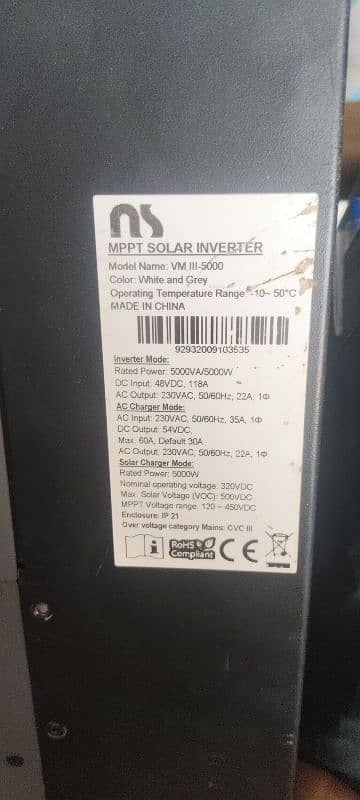 ns
MPPT SOLAR INVERTER
Model Name: VM III-5000
Color: White and Grey
Operating Temperature Range: -10~ 50°C
MADE IN CHINA
92932009103535
Inverter Mode:
Rated Power: 5000VA/5000W
DC Input: 48VDC, 118A
AC Output: 230VAC, 50/60Hz, 22A, 1Φ
AC Charger Mode:
AC Input: 230VAC, 50/60Hz, 35A, 1Φ
DC Output: 54VDC,
Max. 60A, Default 30A
AC Output: 230VAC, 50/60Hz, 22A, 1Φ
Solar Charger Mode:
Rated Power: 5000W
Nominal operating voltage: 320VDC
Max. Solar Voltage (VOC): 500VDC
MPPT Voltage range: 120 ~ 450VDC
Enclosure: IP 21
Over voltage category Mains: OVC III
i RoHS Compliant CE